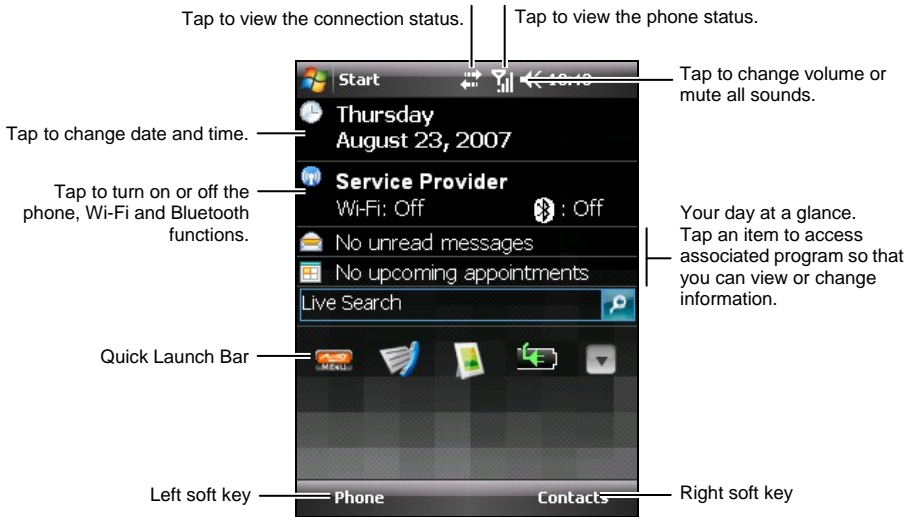 Tap to view the connection status.
Tap to view the phone status.
Start
Tap to change volume or
mute all sounds.
Tap to change date and time.
Thursday
August 23, 2007
Tap to turn on or off the
phone, Wi-Fi and Bluetooth
functions.
Service Provider
Wi-Fi: Off
: Off
No unread messages
No upcoming appointments
Your day at a glance.
Tap an item to access
associated program so that
you can view or change
information.
Live Search
Quick Launch Bar
MENU
Left soft key
Phone
Contacts
Right soft key